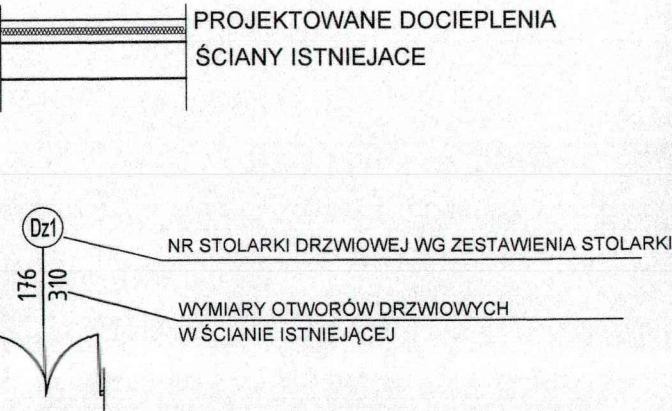 PROJEKTOWANE DOCIEPLENIA
ŚCIANY ISTNIEJACE
Dz1
NR STOLARKI DRZWIOWEJ WG ZESTAWIENIA STOLARKI
176
310
WYMIARY OTWORÓW DRZWIOWYCH
W ŚCIANIE ISTNIEJĄCEJ